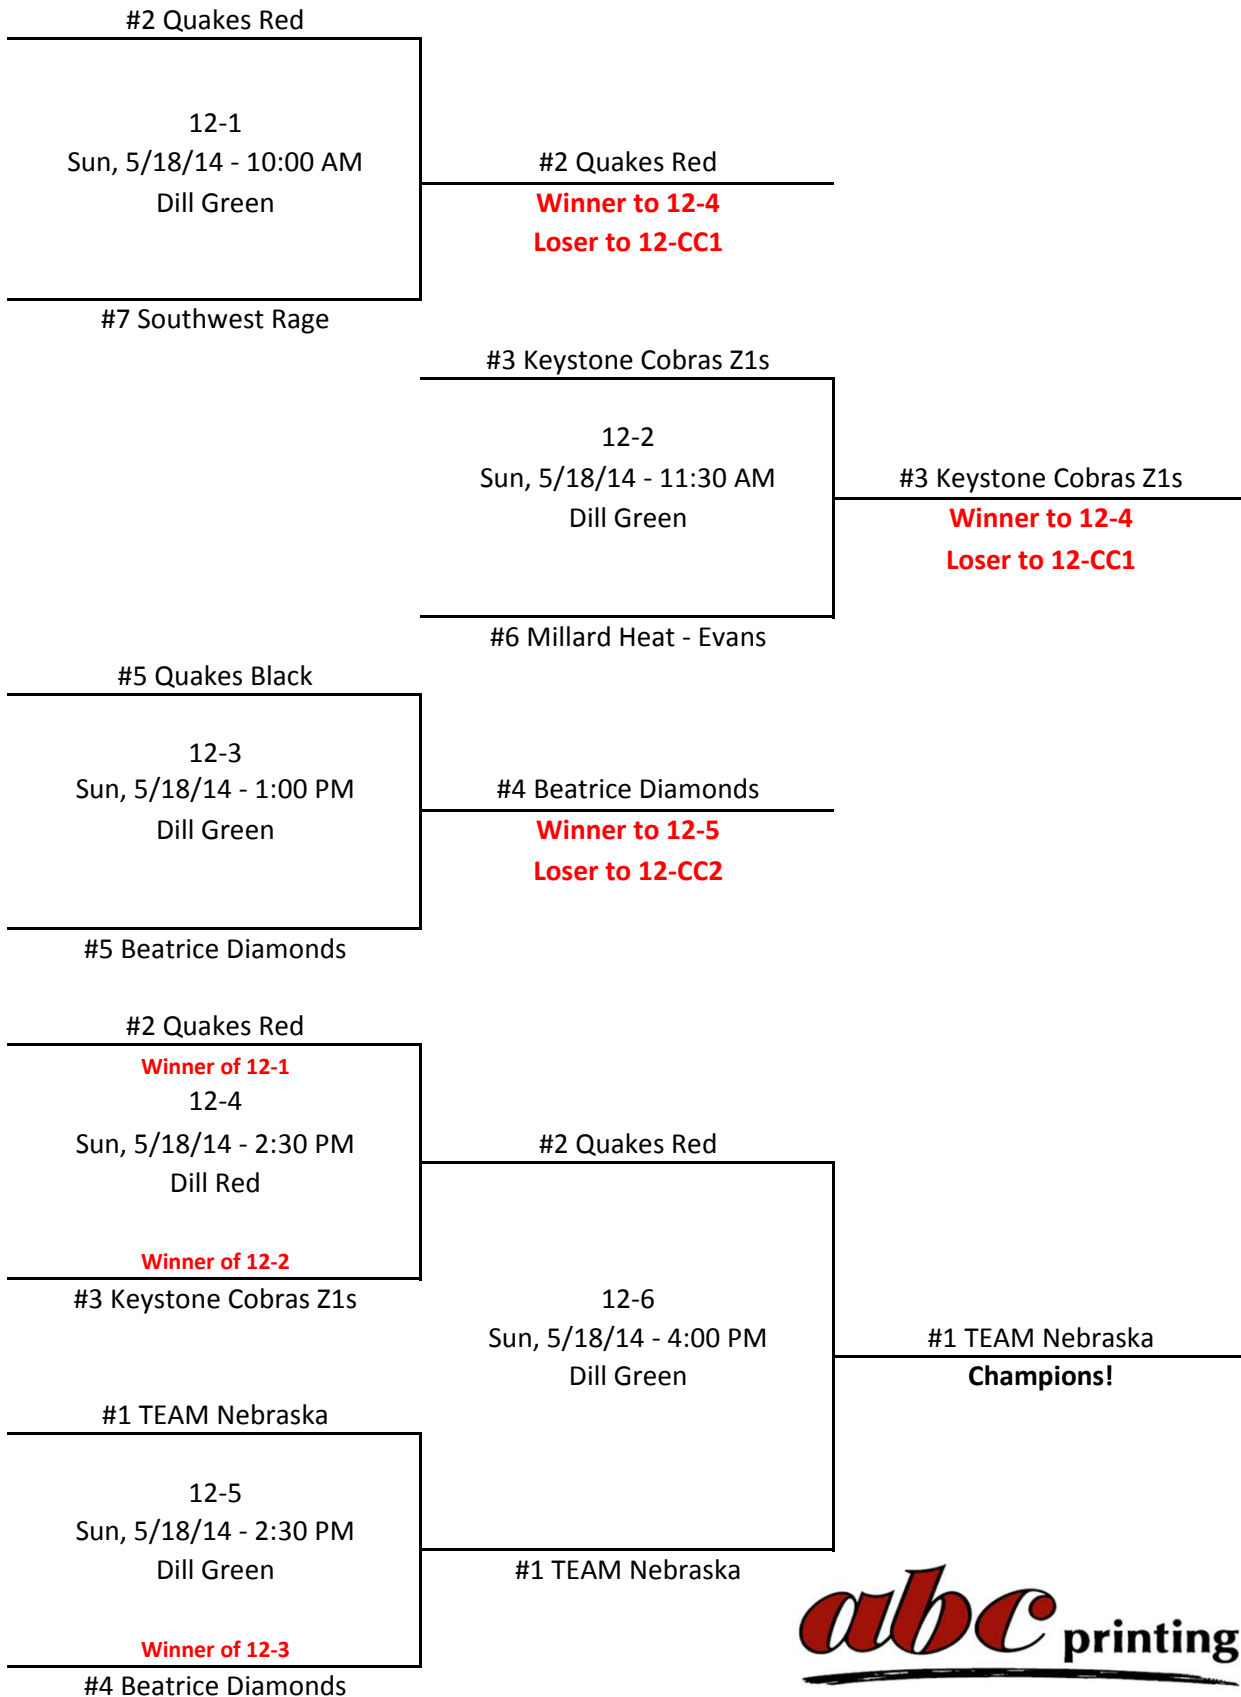 #2 Quakes Red
12-1
Sun, 5/18/14 - 10:00 AM
Dill Green
#2 Quakes Red
Winner to 12-4
Loser to 12-CC1
#7 Southwest Rage
#3 Keystone Cobras Z1s
12-2
Sun, 5/18/14 - 11:30 AM
Dill Green
#3 Keystone Cobras Z1s
Winner to 12-4
Loser to 12-CC1
#6 Millard Heat - Evans
#5 Quakes Black
12-3
Sun, 5/18/14 - 1:00 PM
Dill Green
#4 Beatrice Diamonds
Winner to 12-5
Loser to 12-CC2
#5 Beatrice Diamonds
#2 Quakes Red
Winner of 12-1
12-4
Sun, 5/18/14 - 2:30 PM
Dill Red
#2 Quakes Red
Winner of 12-2
#3 Keystone Cobras Z1s
12-6
Sun, 5/18/14 - 4:00 PM
Dill Green
#1 TEAM Nebraska
Champions!
#1 TEAM Nebraska
12-5
Sun, 5/18/14 - 2:30 PM
Dill Green
#1 TEAM Nebraska
Winner of 12-3
#4 Beatrice Diamonds
abc printing